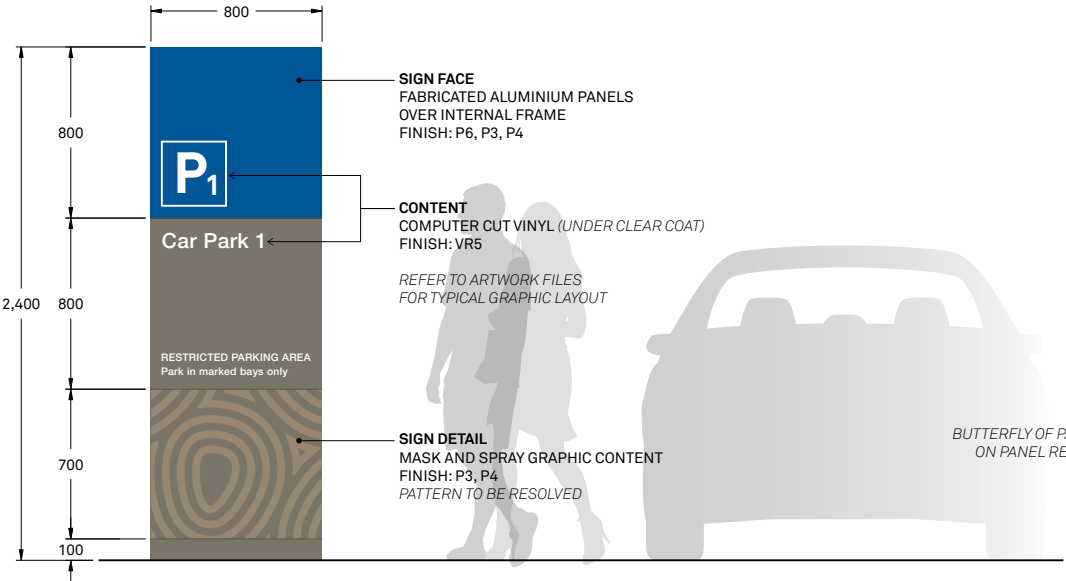 800
SIGN FACE
FABRICATED ALUMINIUM PANELS
OVER INTERNAL FRAME
FINISH: P6, P3, P4
800
P1
CONTENT
COMPUTER CUT VINYL (UNDER CLEAR COAT)
FINISH: VR5
Car Park 1
REFER TO ARTWORK FILES
FOR TYPICAL GRAPHIC LAYOUT
2,400
800
RESTRICTED PARKING AREA
Park in marked bays only
SIGN DETAIL
MASK AND SPRAY GRAPHIC CONTENT
FINISH: P3, P4
PATTERN TO BE RESOLVED
700
100
BUTTERFLY OF
ON PANEL